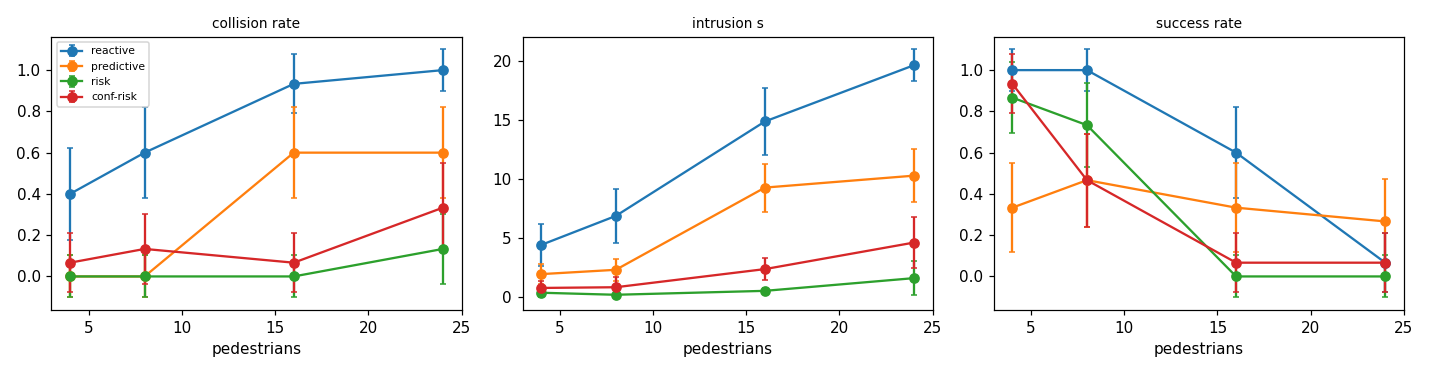 collision rate
reactive
predictive
risk
conf-risk
1.0
0.8
0.6
0.4
0.2
0.0
5 10 15 20 25
pedestrians
intrusion s
20
15
10
5
0
5 10 15 20 25
pedestrians
success rate
1.0
0.8
0.6
0.4
0.2
0.0
5 10 15 20 25
pedestrians